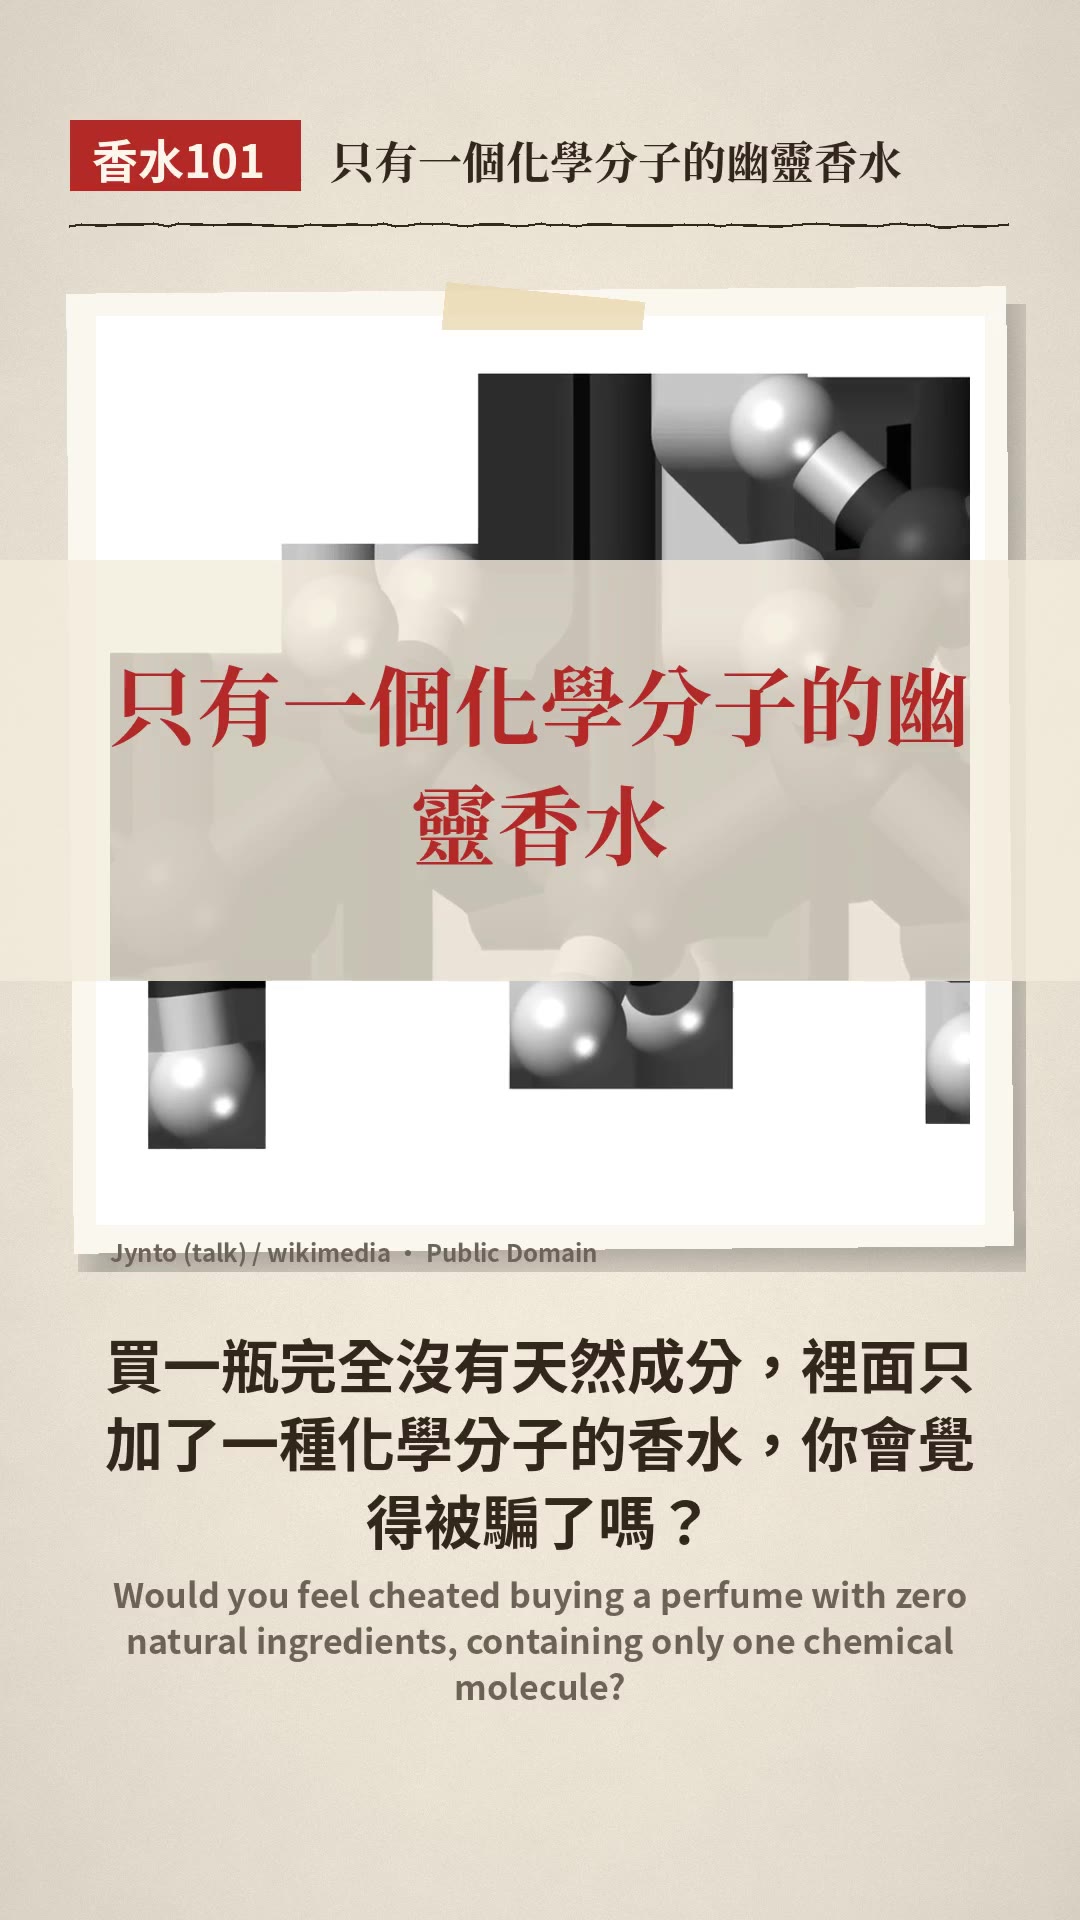 香水101 只有一個化學分子的幽靈香水
只有一個化學分子的幽
靈香水
Jynto (talk) / wikimedia · Public Domain
買一瓶完全沒有天然成分，裡面只
加了一種化學分子的香水，你會覺
得被騙了嗎？
Would you feel cheated buying a perfume with zero
natural ingredients, containing only one chemical
molecule?